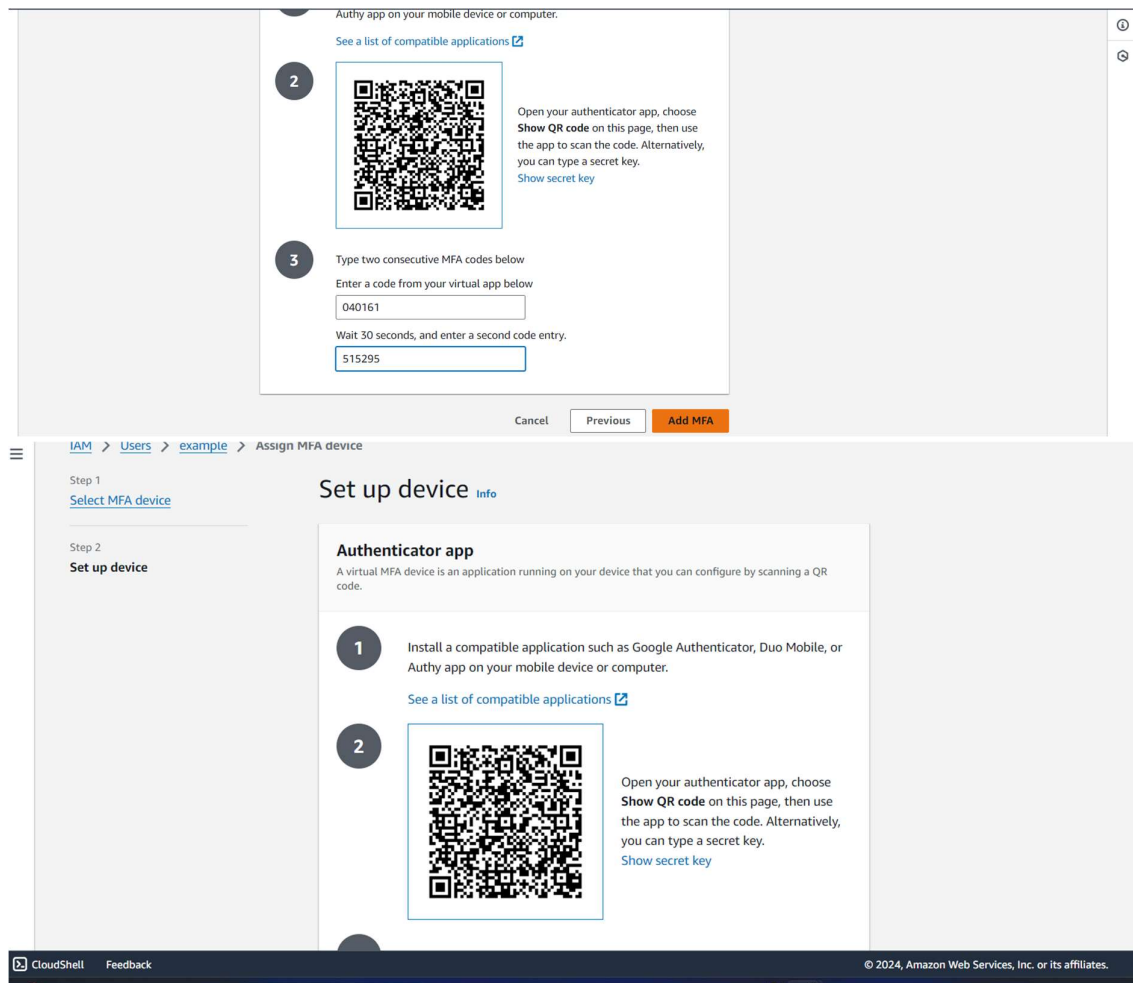 Authy app on your mobile device or computer.
See a list of compatible applications
2
Open your authenticator app, choose
Show QR code on this page, then use
the app to scan the code. Alternatively,
you can type a secret key.
Show secret key
3
Type two consecutive MFA codes below
Enter a code from your virtual app below
040161
Wait 30 seconds, and enter a second code entry.
515295
Cancel
Previous
Add MFA
IAM > Users > example > Assign MFA device
Step 1
Select MFA device
Step 2
Set up device
Set up device Info
Authenticator app
A virtual MFA device is an application running on your device that you can configure by scanning a QR
code.
1
Install a compatible application such as Google Authenticator, Duo Mobile, or
Authy app on your mobile device or computer.
See a list of compatible applications
2
Open your authenticator app, choose
Show QR code on this page, then use
the app to scan the code. Alternatively,
you can type a secret key.
Show secret key
CloudShell Feedback
© 2024, Amazon Web Services, Inc. or its affiliates.